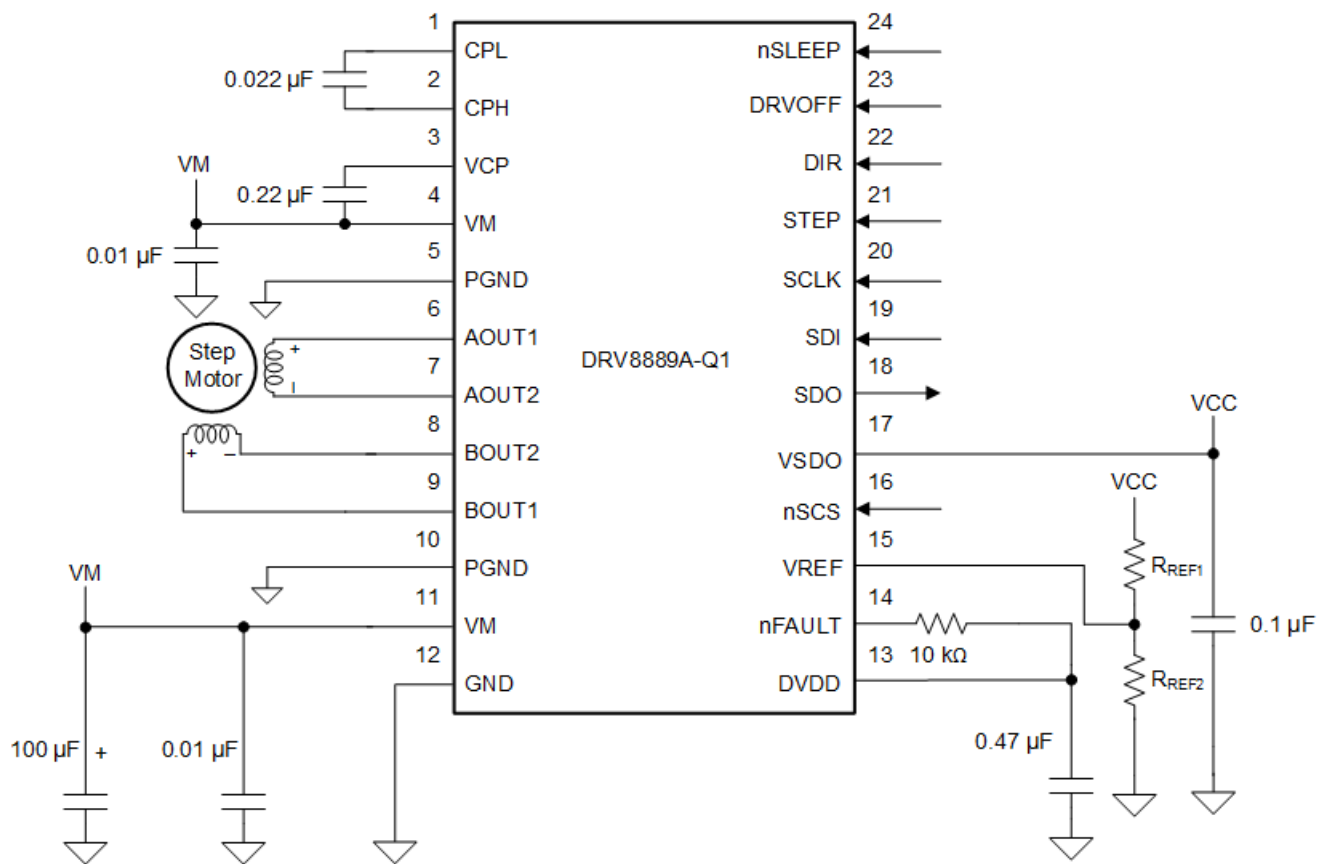 1
CPL
0.022 µF
2
CPH
3
VM
VCP
0.22 µF
4
VM
0.01 µF
5
PGND
6
Step
Motor
+
–
AOUT1
7
AOUT2
8
+
–
BOUT2
9
BOUT1
10
PGND
VM
11
VM
12
GND
100 µF
+
0.01 µF
DRV8889A-Q1
24
nSLEEP
23
DRVOFF
22
DIR
21
STEP
20
SCLK
19
SDI
18
SDO
17
VCC
VSDO
16
VCC
nSCS
15
VREF
RREF1
14
nFAULT
10 kΩ
0.1 µF
13
DVDD
RREF2
0.47 µF